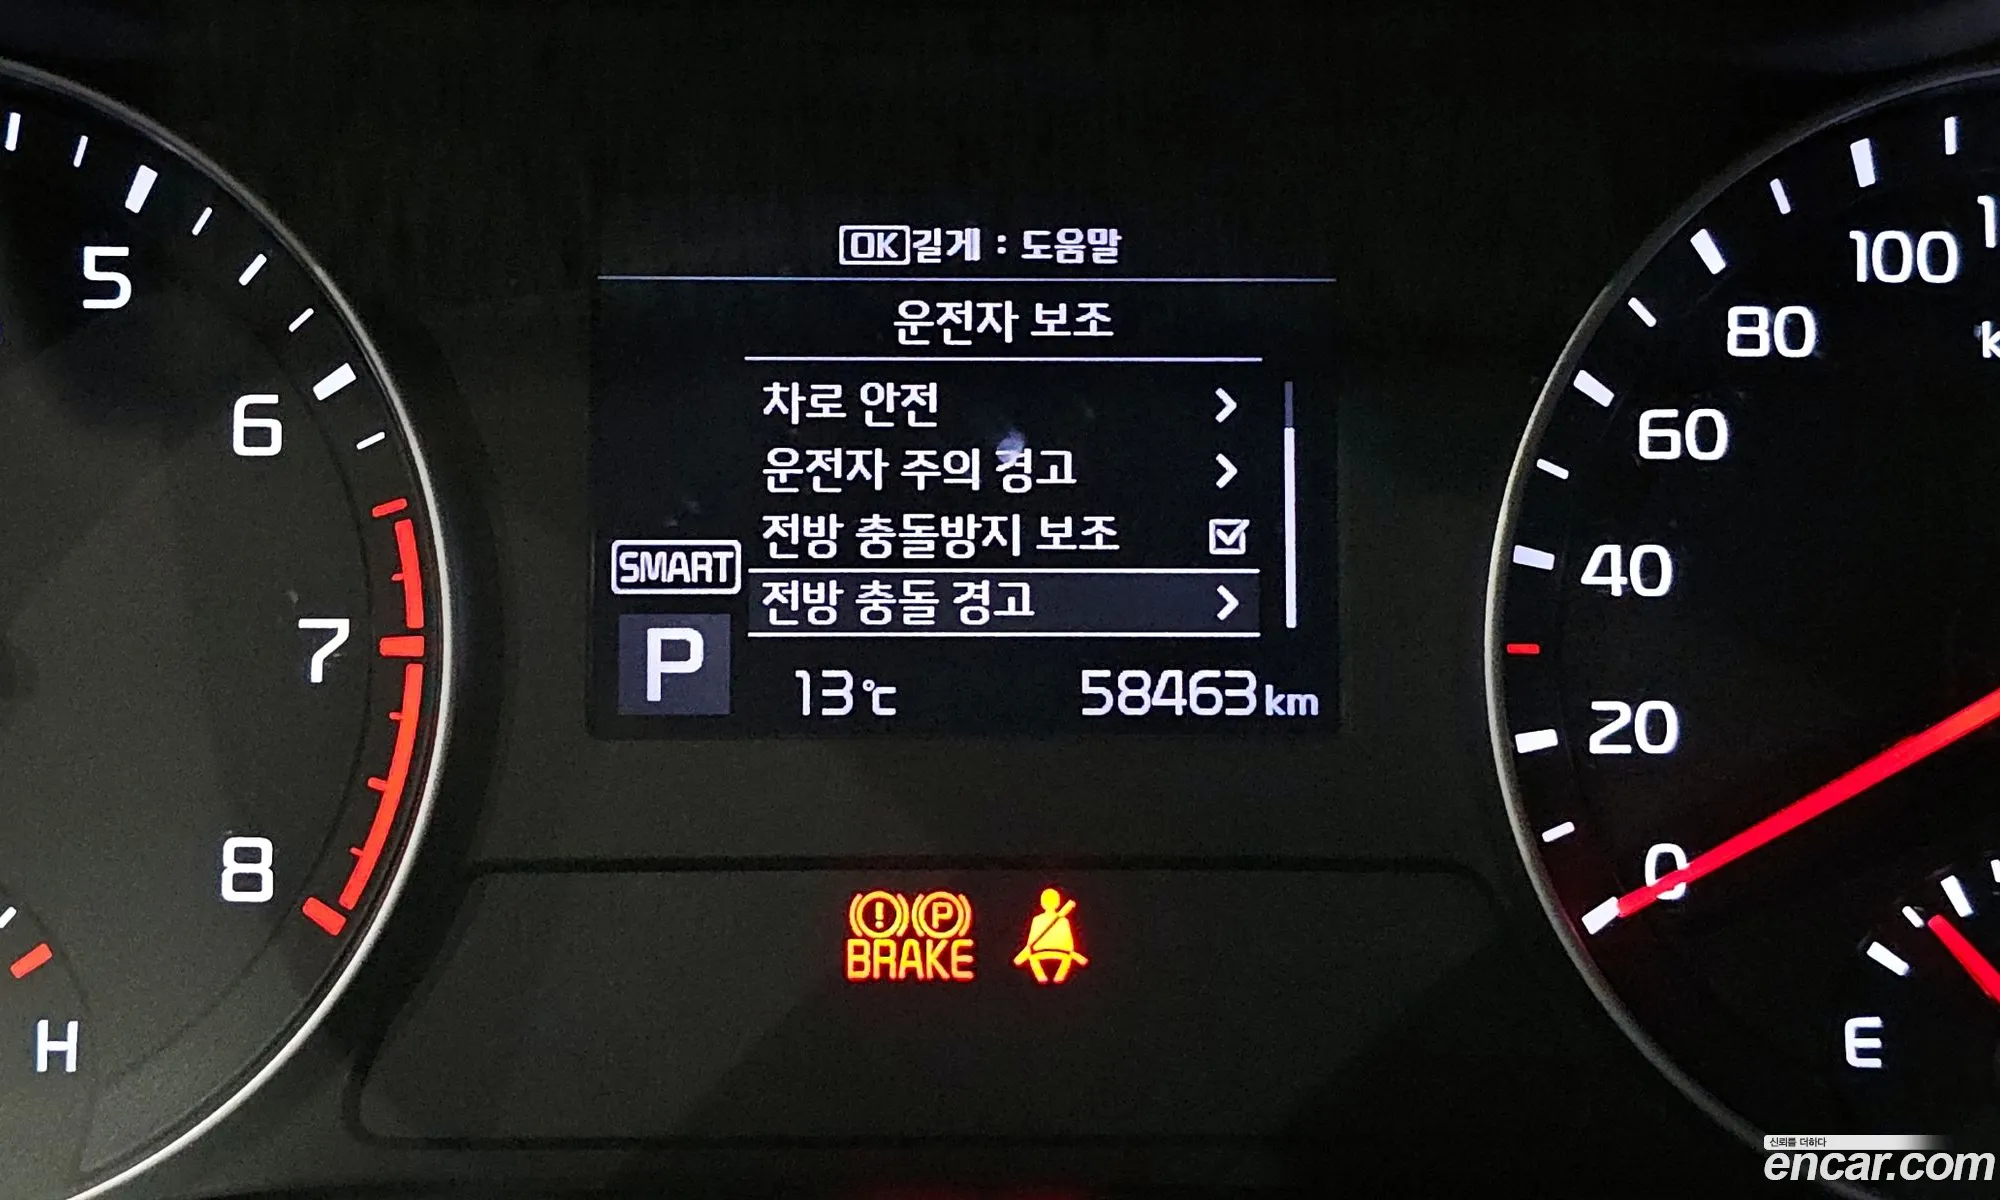 OK길게 : 도움말
운전자 보조
차로 안전
운전자 주의 경고
전방 충돌방지 보조
전방 충돌 경고
SMART
P
13℃
58463km
5
6
7
8
H
100
80
60
40
20
0
E
P
BRAKE
신뢰를 더하다
encar.com